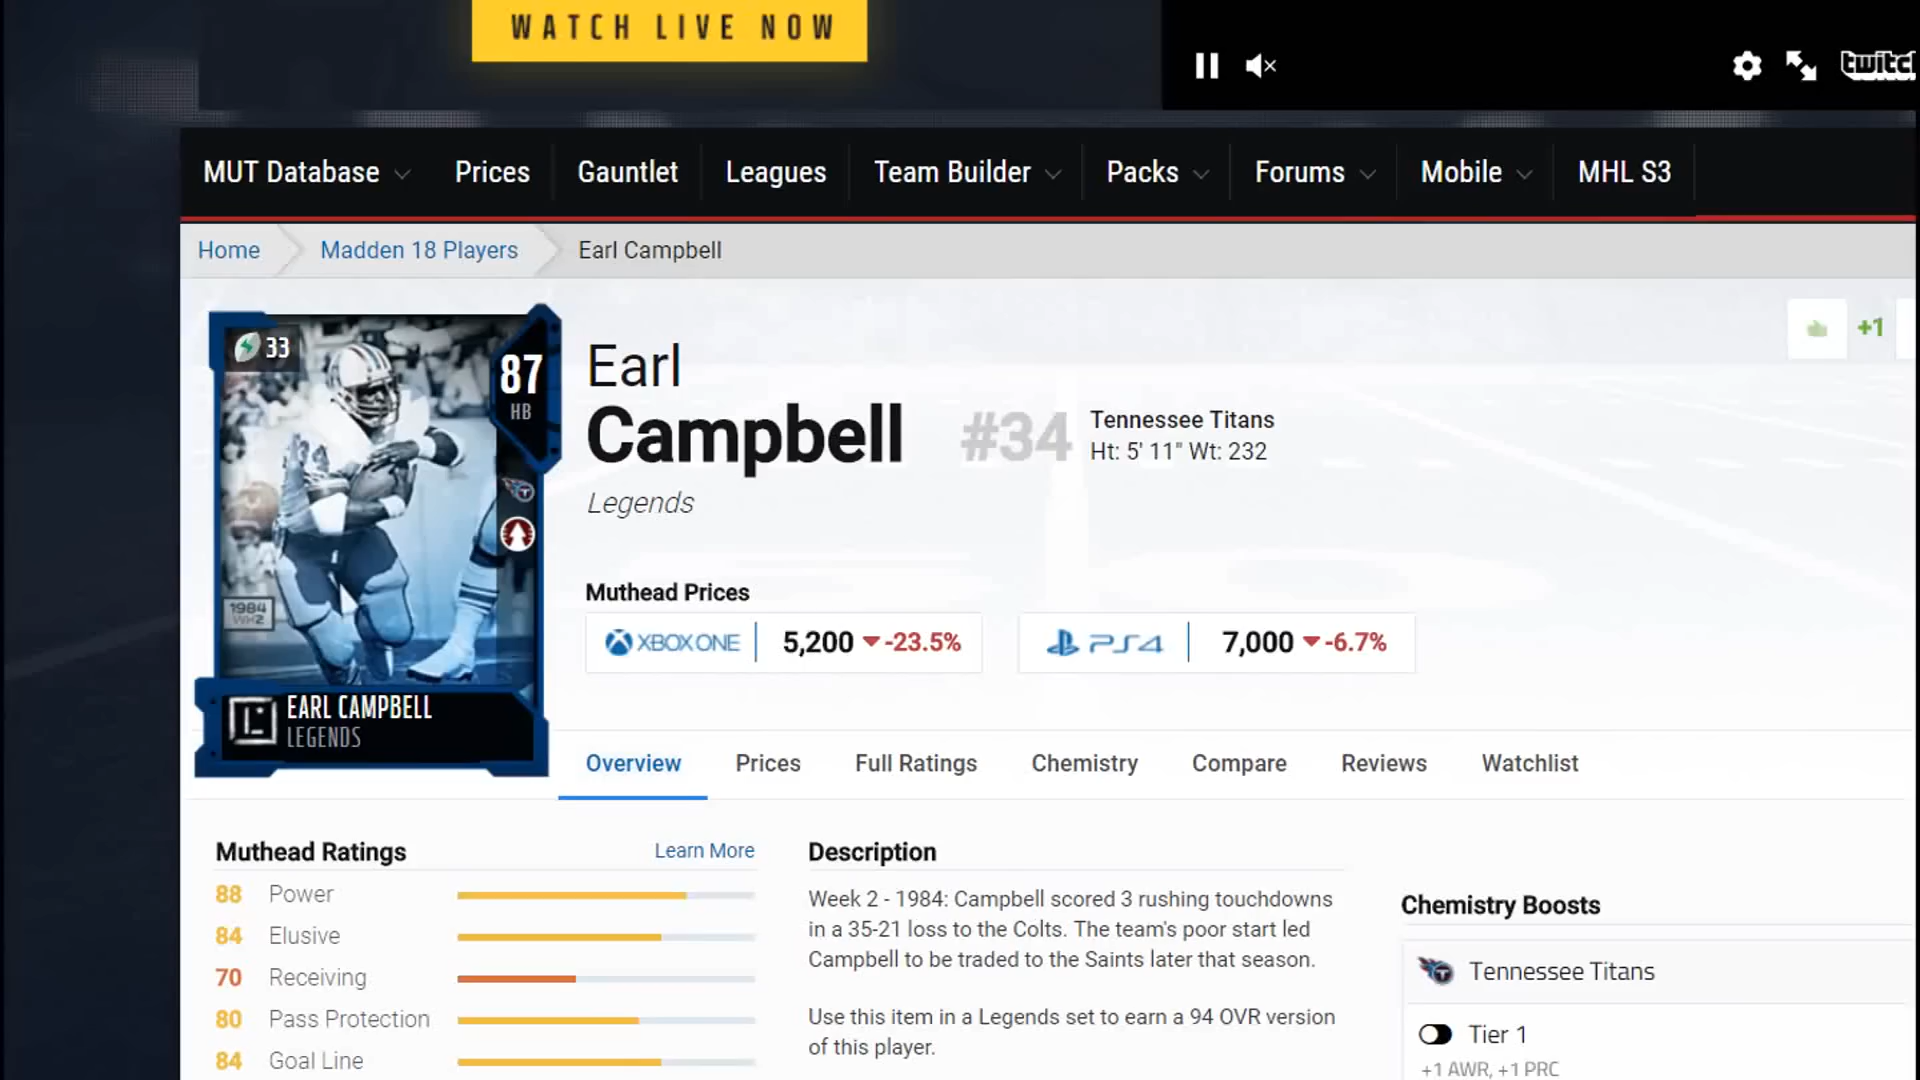 WATCH LIVE NOW
MUT Database
Prices
Gauntlet
Leagues
Team Builder
Packs
Forums
Mobile
MHL S3
Home
Madden 18 Players
Earl Campbell
33
87
HB
1984
WK2
EARL CAMPBELL
LEGENDS
Earl
Campbell
#34
Tennessee Titans
Ht: 5' 11" Wt: 232
Legends
+1
Muthead Prices
XBOX ONE 5,200 -23.5%
PS4 7,000 -6.7%
Overview
Prices
Full Ratings
Chemistry
Compare
Reviews
Watchlist
Muthead Ratings
Learn More
88 Power
84 Elusive
70 Receiving
80 Pass Protection
84 Goal Line
Description
Week 2 - 1984: Campbell scored 3 rushing touchdowns
in a 35-21 loss to the Colts. The team's poor start led
Campbell to be traded to the Saints later that season.
Use this item in a Legends set to earn a 94 OVR version
of this player.
Chemistry Boosts
Tennessee Titans
Tier 1
+1 AWR, +1 PRC